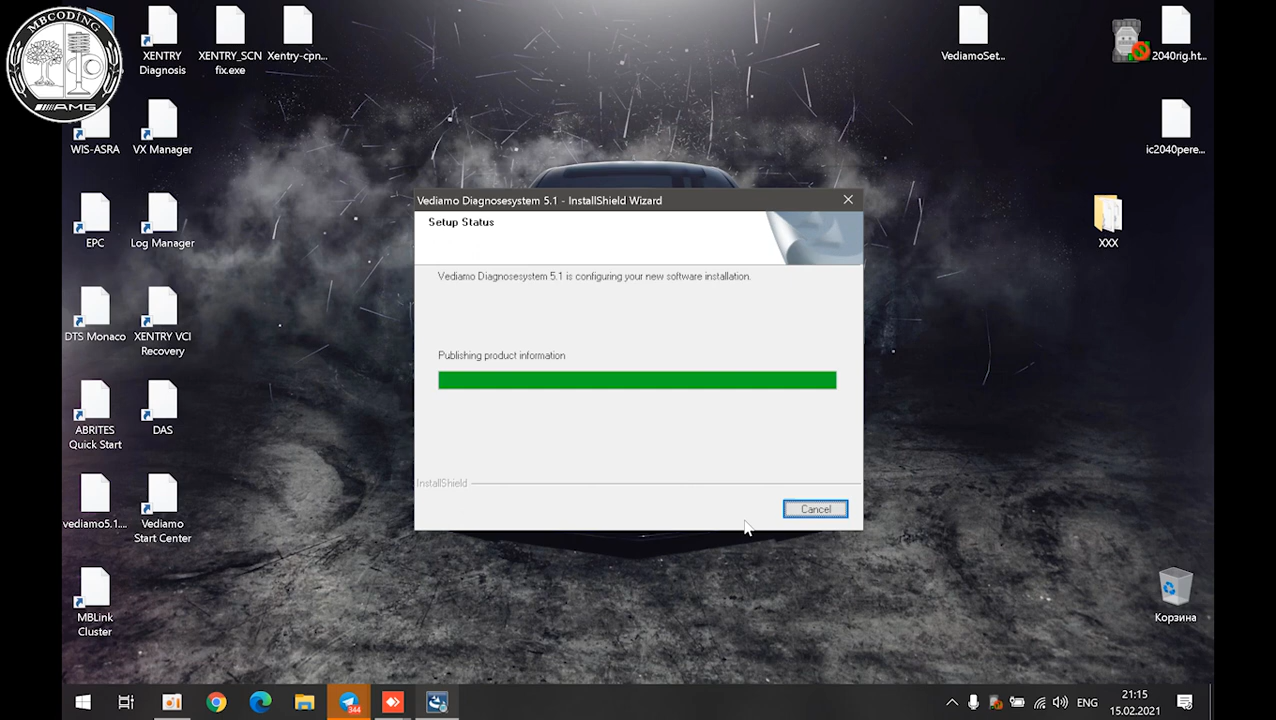 MBCODING
AMG
XENTRY
Diagnosis
XENTRY_SCN
fix.exe
Xentry-cpn...
VediamoSet...
2040rig.ht...
WIS-ASRA
VX Manager
ic2040pere...
Vediamo Diagnosesystem 5.1 - InstallShield Wizard
Setup Status
EPC
Log Manager
XXX
Vediamo Diagnosesystem 5.1 is configuring your new software installation.
DTS Monaco
XENTRY VCI
Recovery
Publishing product information
ABRITES
Quick Start
DAS
InstallShield
Cancel
vediamo5.1....
Vediamo
Start Center
MBLink
Cluster
Корзина
344
ENG
21:15
15.02.2021